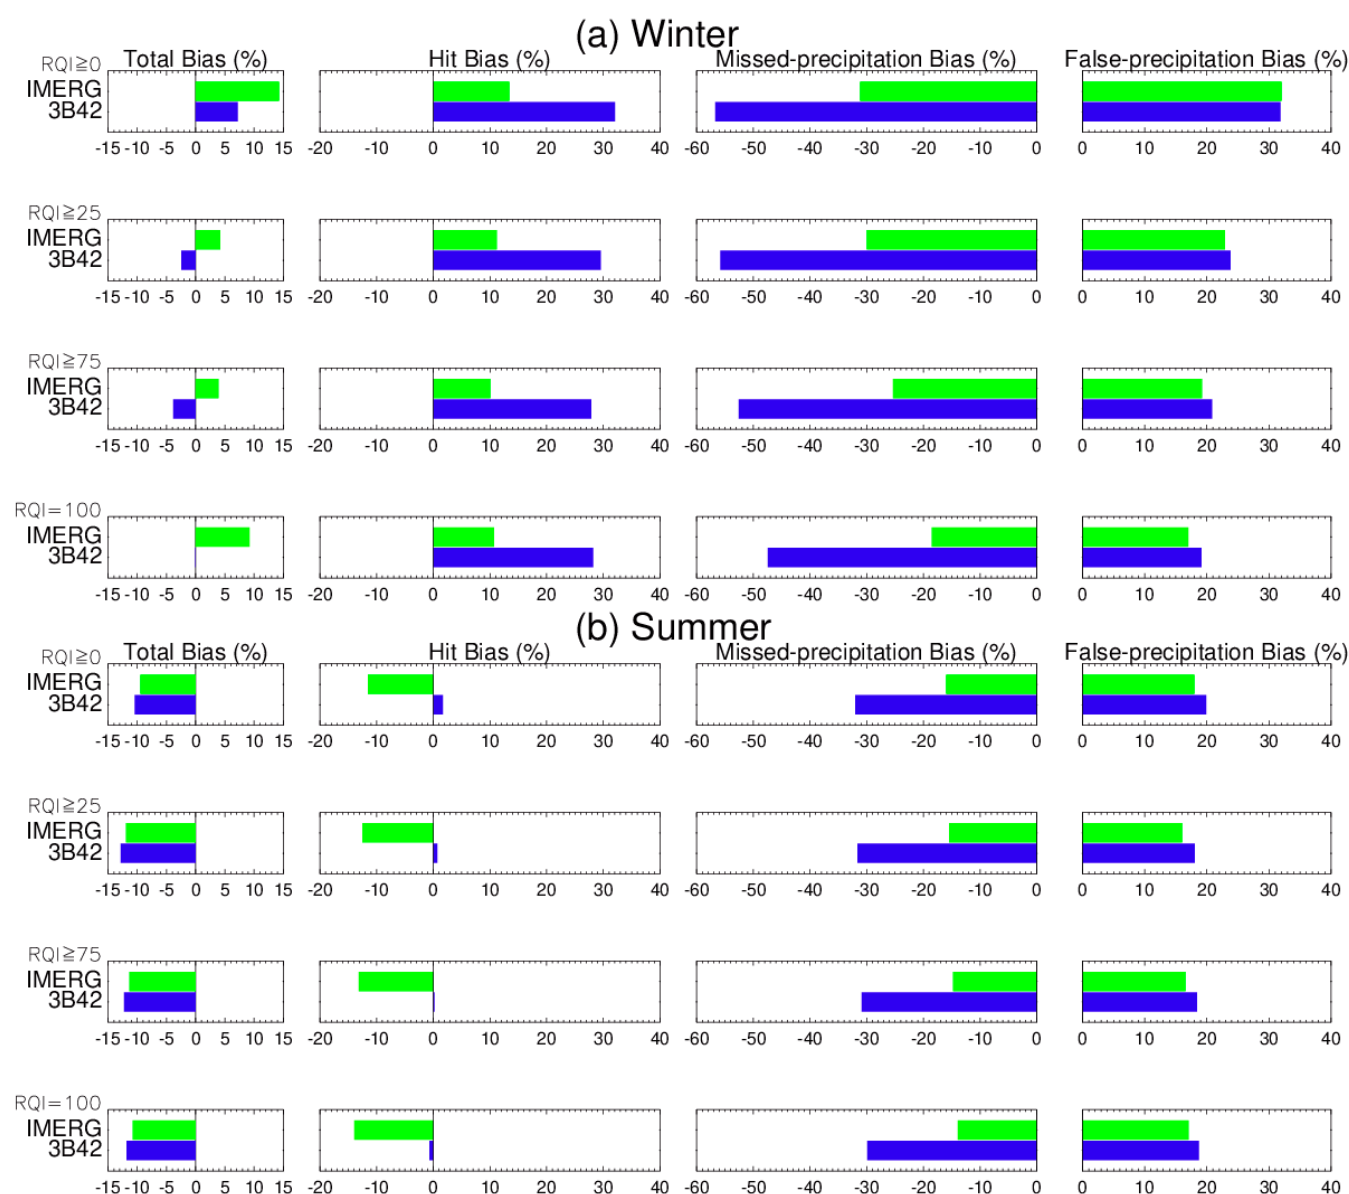 (a) Winter
Total Bias (%) Hit Bias (%) Missed-precipitation Bias (%) False-precipitation Bias (%)
RQI≧0
IMERG
3B42
-15 -10 -5 0 5 10 15 -20 -10 0 10 20 30 40 -60 -50 -40 -30 -20 -10 0 0 10 20 30 40
RQI≧25
IMERG
3B42
-15 -10 -5 0 5 10 15 -20 -10 0 10 20 30 40 -60 -50 -40 -30 -20 -10 0 0 10 20 30 40
RQI≧75
IMERG
3B42
-15 -10 -5 0 5 10 15 -20 -10 0 10 20 30 40 -60 -50 -40 -30 -20 -10 0 0 10 20 30 40
RQI=100
IMERG
3B42
-15 -10 -5 0 5 10 15 -20 -10 0 10 20 30 40 -60 -50 -40 -30 -20 -10 0 0 10 20 30 40
(b) Summer
Total Bias (%) Hit Bias (%) Missed-precipitation Bias (%) False-precipitation Bias (%)
RQI≧0
IMERG
3B42
-15 -10 -5 0 5 10 15 -20 -10 0 10 20 30 40 -60 -50 -40 -30 -20 -10 0 0 10 20 30 40
RQI≧25
IMERG
3B42
-15 -10 -5 0 5 10 15 -20 -10 0 10 20 30 40 -60 -50 -40 -30 -20 -10 0 0 10 20 30 40
RQI≧75
IMERG
3B42
-15 -10 -5 0 5 10 15 -20 -10 0 10 20 30 40 -60 -50 -40 -30 -20 -10 0 0 10 20 30 40
RQI=100
IMERG
3B42
-15 -10 -5 0 5 10 15 -20 -10 0 10 20 30 40 -60 -50 -40 -30 -20 -10 0 0 10 20 30 40